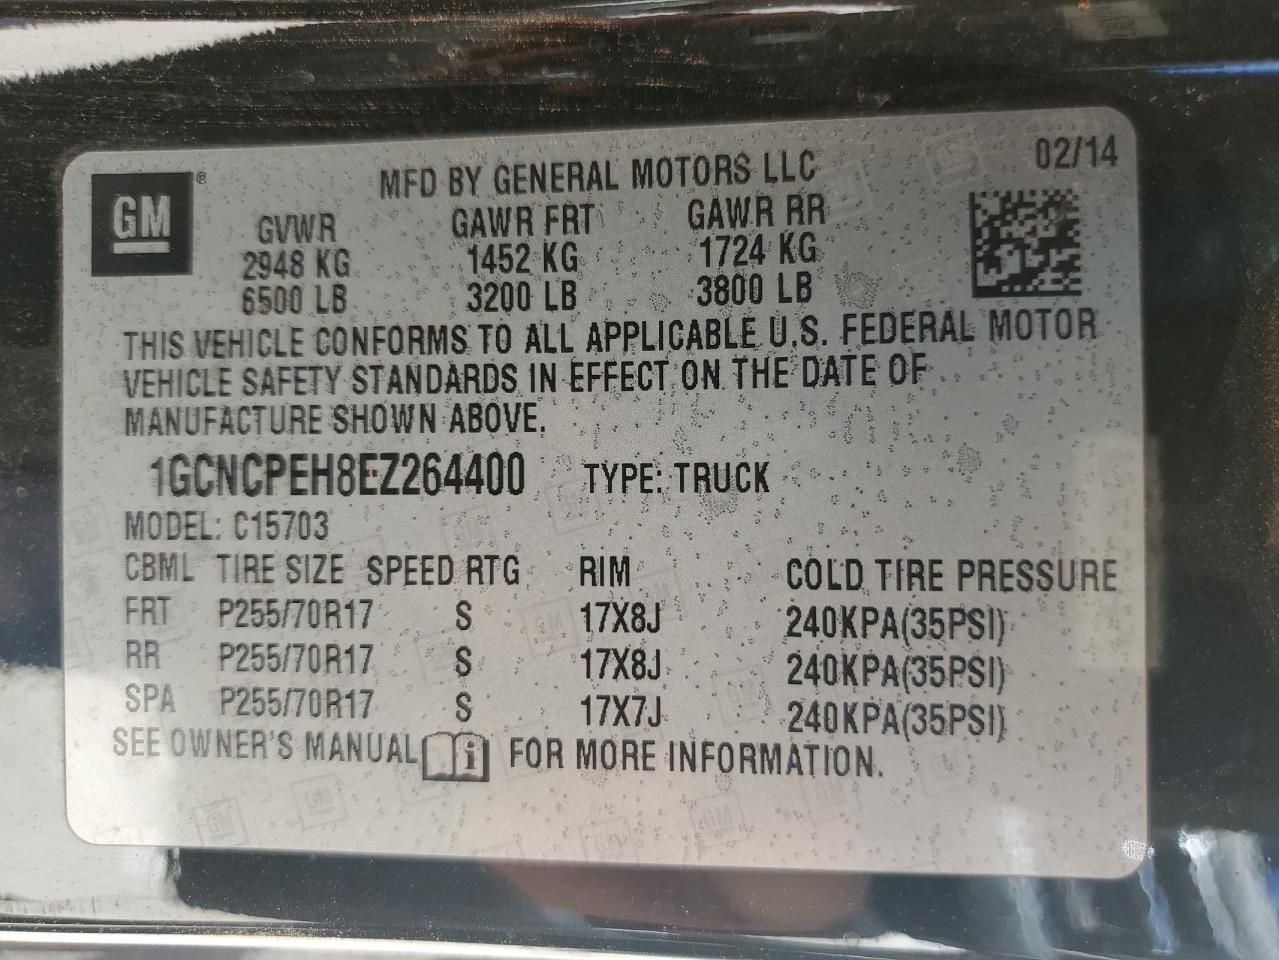 02/14
GM ® MFD BY GENERAL MOTORS LLC
GVWR GAWR FRT GAWR RR
2948 KG 1452 KG 1724 KG
6500 LB 3200 LB 3800 LB
THIS VEHICLE CONFORMS TO ALL APPLICABLE U.S. FEDERAL MOTOR
VEHICLE SAFETY STANDARDS IN EFFECT ON THE DATE OF
MANUFACTURE SHOWN ABOVE.
1GCNCPEH8EZ264400 TYPE: TRUCK
MODEL: C15703
CBML TIRE SIZE SPEED RTG RIM COLD TIRE PRESSURE
FRT P255/70R17 S 17X8J 240KPA(35PSI)
RR P255/70R17 S 17X8J 240KPA(35PSI)
SPA P255/70R17 S 17X7J 240KPA(35PSI)
SEE OWNER'S MANUAL i FOR MORE INFORMATION.